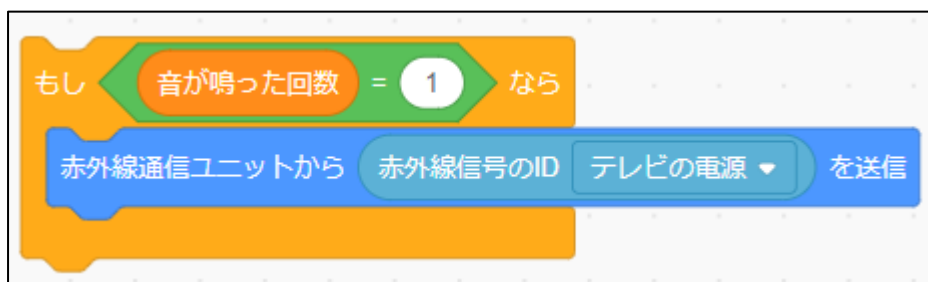 もし 音が鳴った回数 = 1 なら
赤外線通信ユニットから 赤外線信号のID テレビの電源 を送信